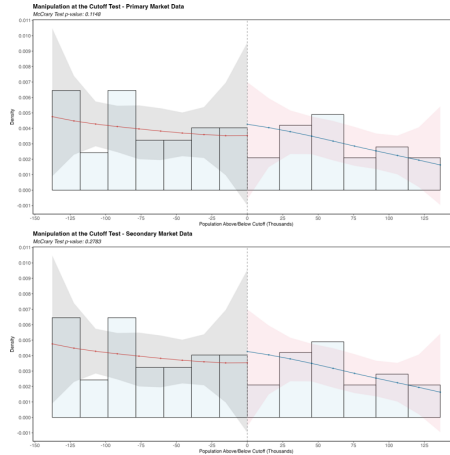 Manipulation at the Cutoff Test - Primary Market Data
McCrary Test p-value: 0.1148
0.011
0.010
0.009
0.008
0.007
0.006
0.005
0.004
0.003
0.002
0.001
0.000
-0.001
Density
-150 -125 -100 -75 -50 -25 0 25 50 75 100 125
Population Above/Below Cutoff (Thousands)
Manipulation at the Cutoff Test - Secondary Market Data
McCrary Test p-value: 0.2783
0.011
0.010
0.009
0.008
0.007
0.006
0.005
0.004
0.003
0.002
0.001
0.000
-0.001
Density
-150 -125 -100 -75 -50 -25 0 25 50 75 100 125
Population Above/Below Cutoff (Thousands)